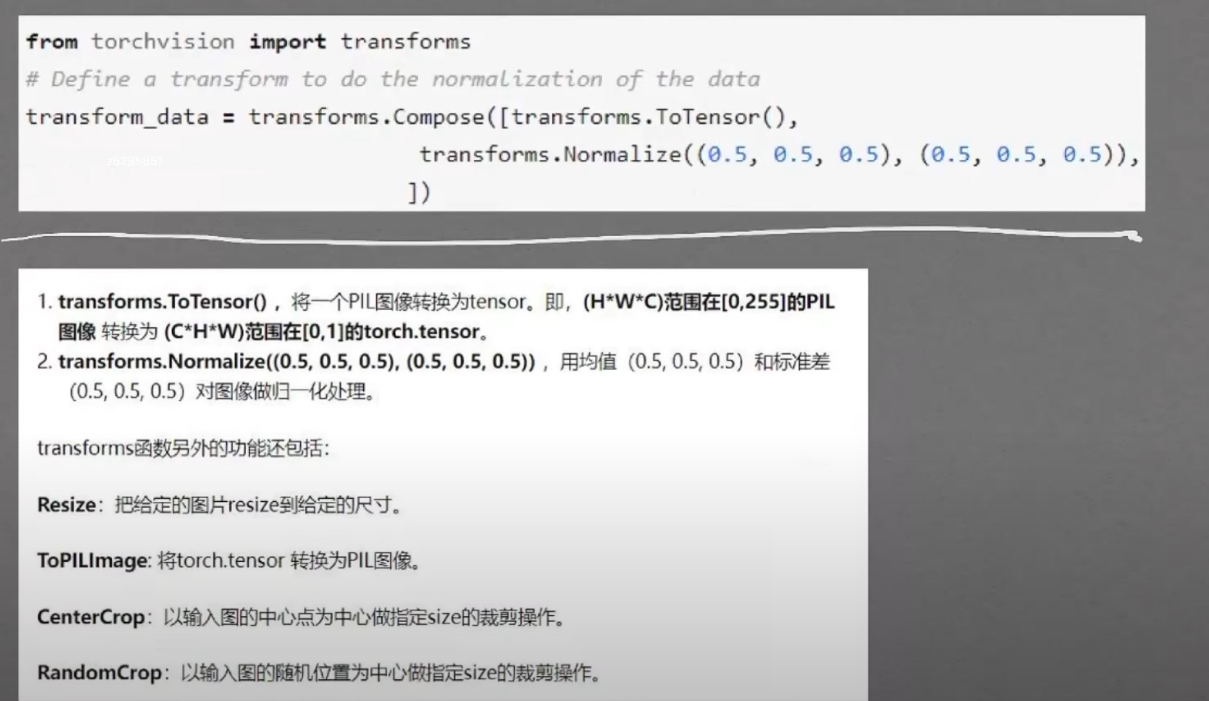 from torchvision import transforms
# Define a transform to do the normalization of the data
transform_data = transforms.Compose([transforms.ToTensor(),
transforms.Normalize((0.5, 0.5, 0.5), (0.5, 0.5, 0.5)),
])
1. transforms.ToTensor() ，将一个PIL图像转换为tensor。即，(H*W*C)范围在[0,255]的PIL
图像 转换为 (C*H*W)范围在[0,1]的torch.tensor。
2. transforms.Normalize((0.5, 0.5, 0.5), (0.5, 0.5, 0.5)) ，用均值（0.5, 0.5, 0.5）和标准差
（0.5, 0.5, 0.5）对图像做归一化处理。
transforms函数另外的功能还包括：
Resize：把给定的图片resize到给定的尺寸。
ToPILImage: 将torch.tensor 转换为PIL图像。
CenterCrop：以输入图的中心点为中心做指定size的裁剪操作。
RandomCrop：以输入图的随机位置为中心做指定size的裁剪操作。